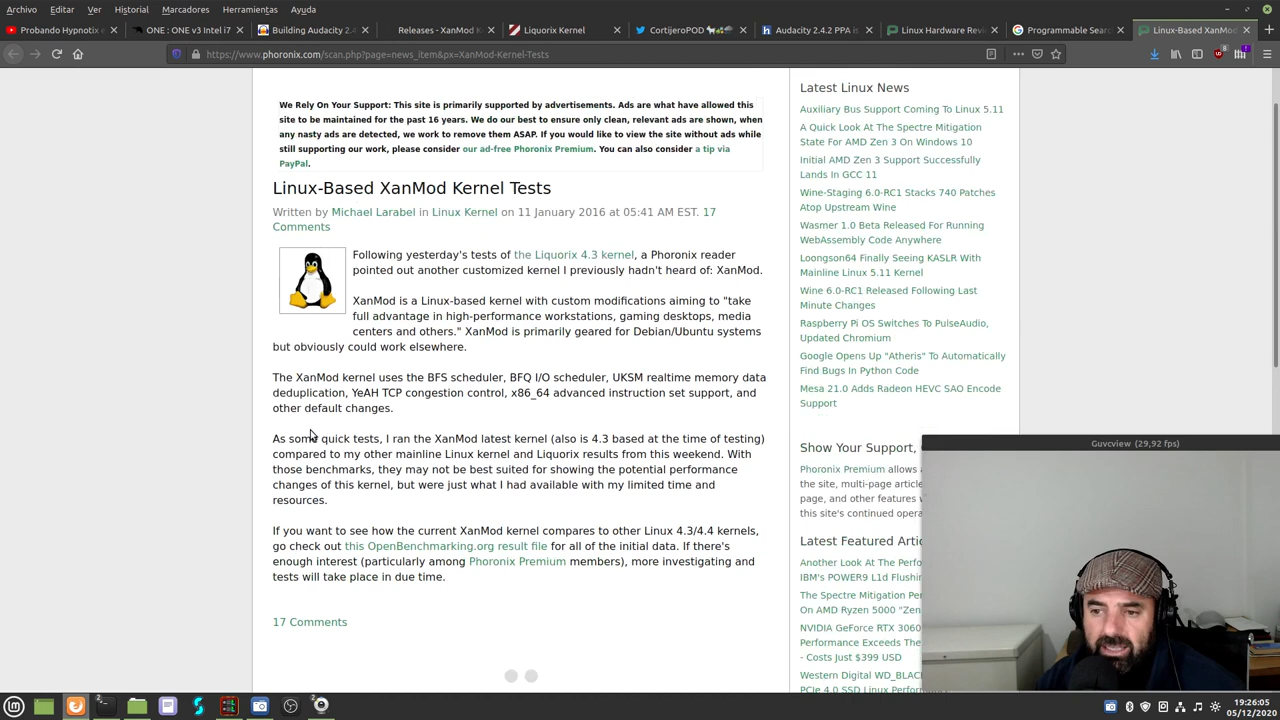 Archivo Editar Ver Historial Marcadores Herramientas Ayuda
Probando Hypnotix e
ONE : ONE v3 Intel i7
Building Audacity 2.4
Releases - XanMod K
Liquorix Kernel
CortijeroPOD
Audacity 2.4.2 PPA is
Linux Hardware Revi
Programmable Searc
Linux-Based XanMod
https://www.phoronix.com/scan.php?page=news_item&px=XanMod-Kernel-Tests
We Rely On Your Support: This site is primarily supported by advertisements. Ads are what have allowed this
site to be maintained for the past 16 years. We do our best to ensure only clean, relevant ads are shown, when
any nasty ads are detected, we work to remove them ASAP. If you would like to view the site without ads while
still supporting our work, please consider our ad-free Phoronix Premium. You can also consider a tip via
PayPal.
Linux-Based XanMod Kernel Tests
Written by Michael Larabel in Linux Kernel on 11 January 2016 at 05:41 AM EST. 17
Comments
Following yesterday's tests of the Liquorix 4.3 kernel, a Phoronix reader
pointed out another customized kernel I previously hadn't heard of: XanMod.
XanMod is a Linux-based kernel with custom modifications aiming to "take
full advantage in high-performance workstations, gaming desktops, media
centers and others." XanMod is primarily geared for Debian/Ubuntu systems
but obviously could work elsewhere.
The XanMod kernel uses the BFS scheduler, BFQ I/O scheduler, UKSM realtime memory data
deduplication, YeAH TCP congestion control, x86_64 advanced instruction set support, and
other default changes.
As some quick tests, I ran the XanMod latest kernel (also is 4.3 based at the time of testing)
compared to my other mainline Linux kernel and Liquorix results from this weekend. With
those benchmarks, they may not be best suited for showing the potential performance
changes of this kernel, but were just what I had available with my limited time and
resources.
If you want to see how the current XanMod kernel compares to other Linux 4.3/4.4 kernels,
go check out this OpenBenchmarking.org result file for all of the initial data. If there's
enough interest (particularly among Phoronix Premium members), more investigating and
tests will take place in due time.
17 Comments
Latest Linux News
Auxiliary Bus Support Coming To Linux 5.11
A Quick Look At The Spectre Mitigation
State For AMD Zen 3 On Windows 10
Initial AMD Zen 3 Support Successfully
Lands In GCC 11
Wine-Staging 6.0-RC1 Stacks 740 Patches
Atop Upstream Wine
Wasmer 1.0 Beta Released For Running
WebAssembly Code Anywhere
Loongson64 Finally Seeing KASLR With
Mainline Linux 5.11 Kernel
Wine 6.0-RC1 Released Following Last
Minute Changes
Raspberry Pi OS Switches To PulseAudio,
Updated Chromium
Google Opens Up "Atheris" To Automatically
Find Bugs In Python Code
Mesa 21.0 Adds Radeon HEVC SAO Encode
Support
Show Your Support,
Phoronix Premium allows
the site, multi-page article
page, and other features
this site's continued opera
Latest Featured Arti
Another Look At The Perfo
IBM's POWER9 L1d Flushin
The Spectre Mitigation Per
On AMD Ryzen 5000 "Zen
NVIDIA GeForce RTX 3060
Performance Exceeds The
- Costs Just $399 USD
Western Digital WD_BLACK
PCIe 4.0 SSD Linux Perform
Guvcview (29,92 fps)
19:26:05
05/12/2020